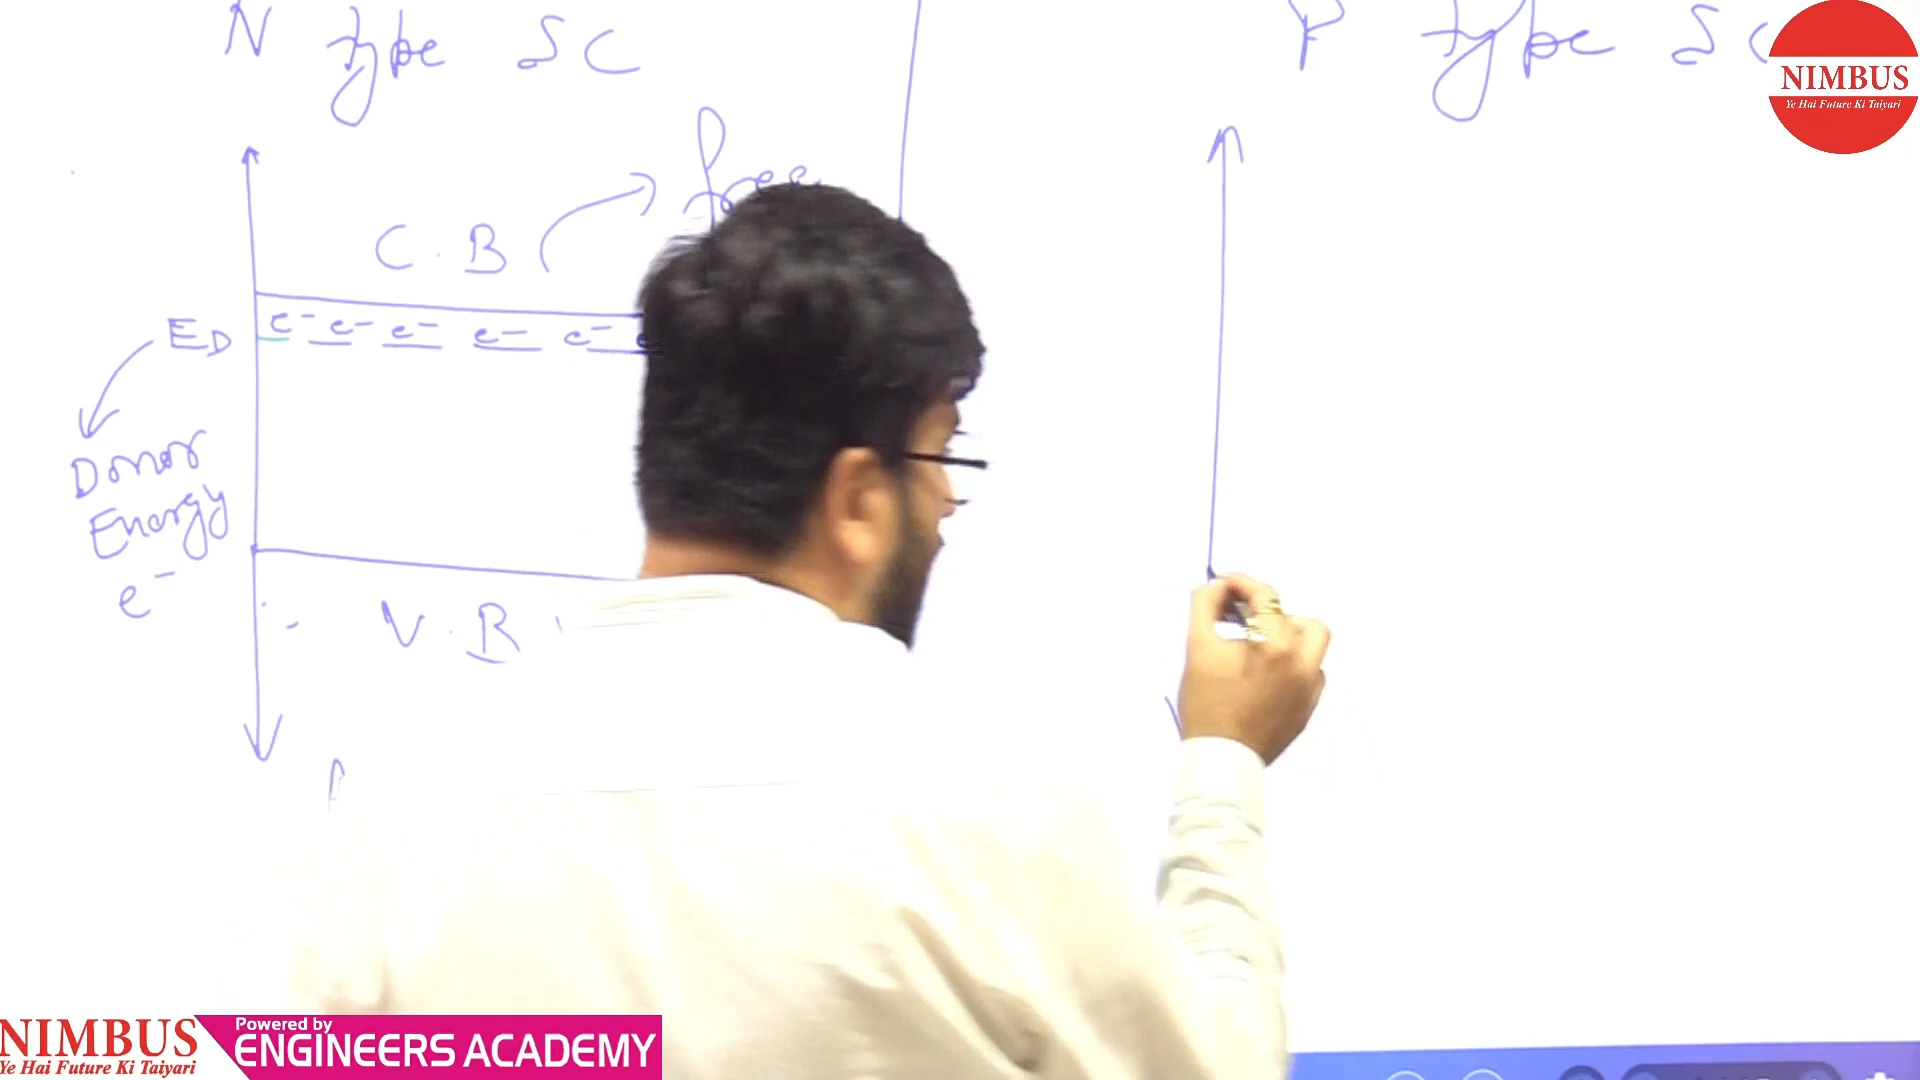 N type SC
P type SC
NIMBUS
Ye Hai Future Ki Taiyari
free
C.B
ED
e- e- e- e- e-
Donor
Energy
e-
V.B
NIMBUS
Ye Hai Future Ki Taiyari
Powered by
ENGINEERS ACADEMY